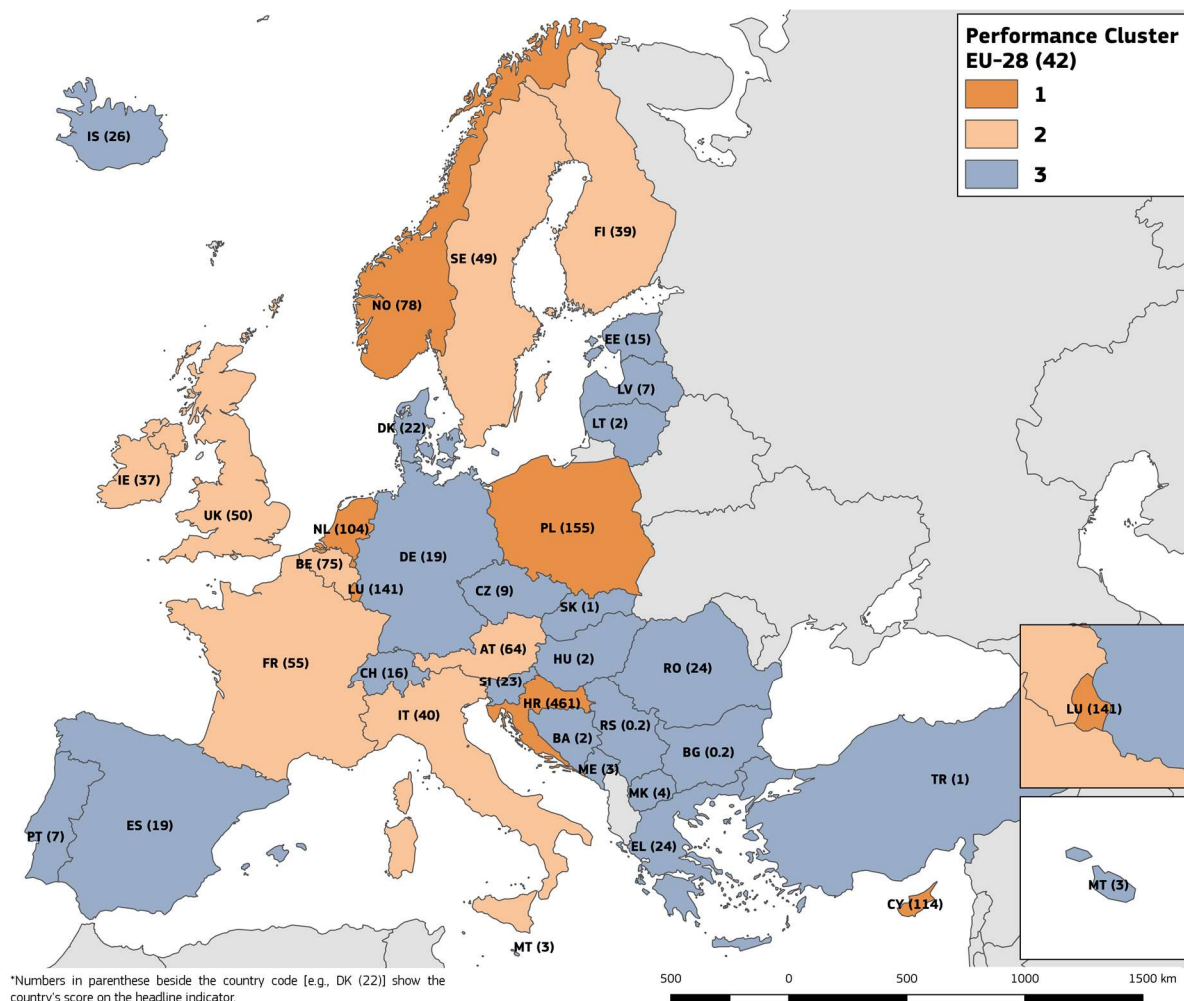 Performance Cluster
EU-28 (42)
1
2
3
IS (26)
FI (39)
SE (49)
NO (78)
EE (15)
LV (7)
LT (2)
DK (22)
IE (37)
UK (50)
NL (104)
PL (155)
BE (75)
DE (19)
LU (141)
CZ (9)
SK (1)
AT (64)
FR (55)
HU (2)
RO (24)
CH (16)
SI (23)
HR (461)
LU (141)
IT (40)
RS (0.2)
BA (2)
BG (0.2)
ME (3)
TR (1)
MK (4)
ES (19)
PT (7)
EL (24)
MT (3)
CY (114)
MT (3)
*Numbers in parenthese beside the country code [e.g., DK (22)] show the
country's score on the headline indicator.
500 0 500 1000 1500 km